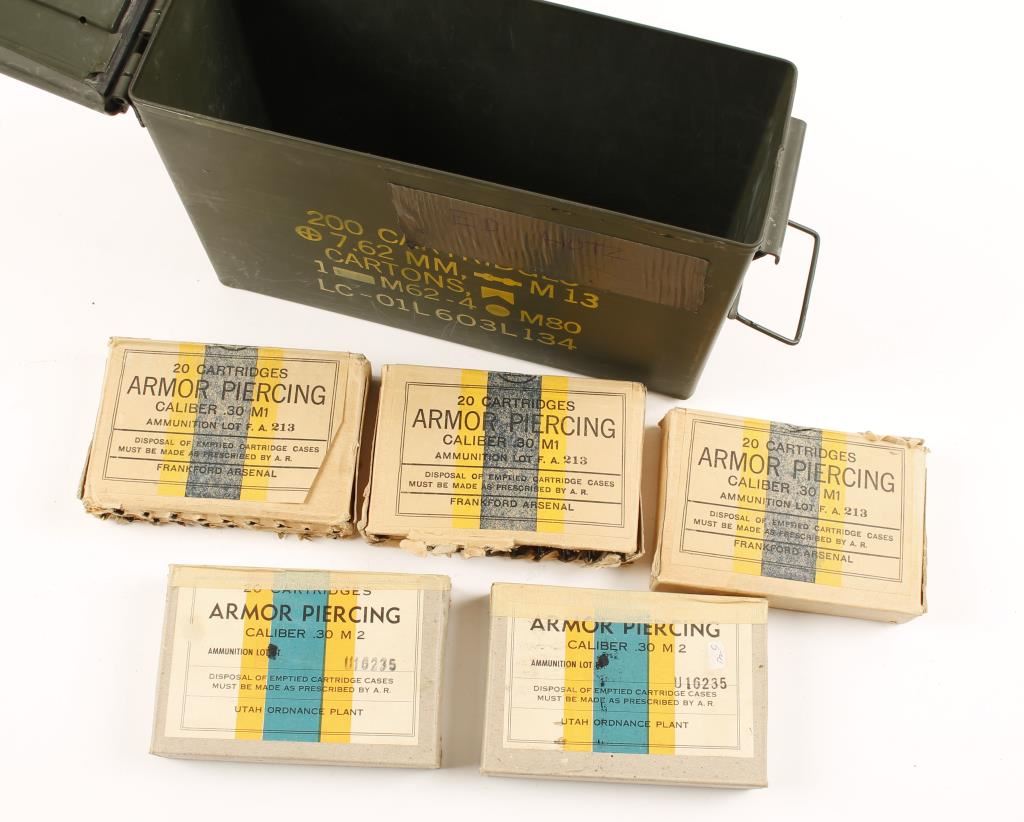 ED
200 CARTRIDGES
7.62 MM, M13
CARTONS,
1 M62-4 M80
LC-01L603L134
20 CARTRIDGES
ARMOR PIERCING
CALIBER .30 M1
AMMUNITION LOT F. A. 213
DISPOSAL OF EMPTIED CARTRIDGE CASES
MUST BE MADE AS PRESCRIBED BY A. R.
FRANKFORD ARSENAL
20 CARTRIDGES
ARMOR PIERCING
CALIBER .30 M1
AMMUNITION LOT F. A. 213
DISPOSAL OF EMPTIED CARTRIDGE CASES
MUST BE MADE AS PRESCRIBED BY A. R.
FRANKFORD ARSENAL
20 CARTRIDGES
ARMOR PIERCING
CALIBER .30 M1
AMMUNITION LOT F. A. 213
DISPOSAL OF EMPTIED CARTRIDGE CASES
MUST BE MADE AS PRESCRIBED BY A. R.
FRANKFORD ARSENAL
20 CARTRIDGES
ARMOR PIERCING
CALIBER .30 M 2
AMMUNITION LOT
U16235
DISPOSAL OF EMPTIED CARTRIDGE CASES
MUST BE MADE AS PRESCRIBED BY A. R.
UTAH ORDNANCE PLANT
ARMOR PIERCING
CALIBER .30 M 2
AMMUNITION LOT
U16235
DISPOSAL OF EMPTIED CARTRIDGE CASES
MUST BE MADE AS PRESCRIBED BY A. R.
UTAH ORDNANCE PLANT